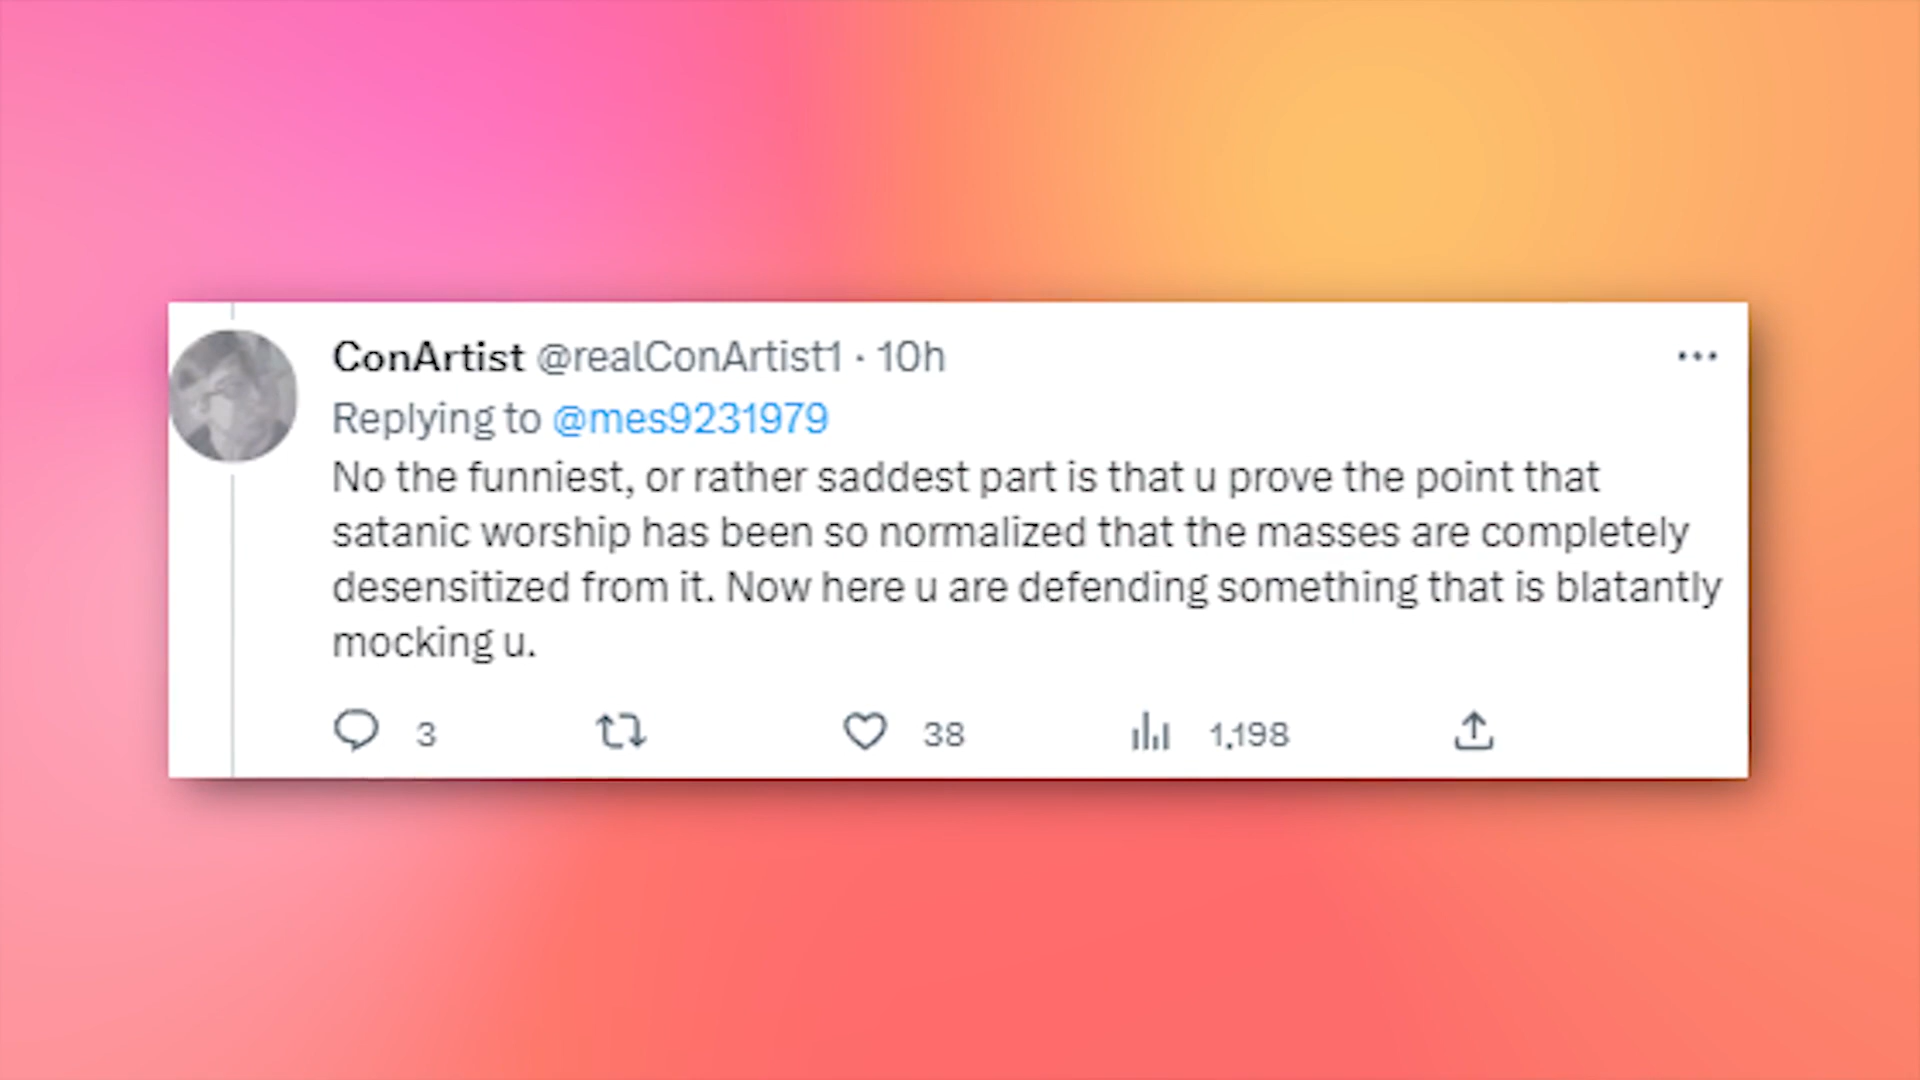 ConArtist @realConArtist1 · 10h
Replying to @mes9231979
No the funniest, or rather saddest part is that u prove the point that
satanic worship has been so normalized that the masses are completely
desensitized from it. Now here u are defending something that is blatantly
mocking u.
3 38 1,198